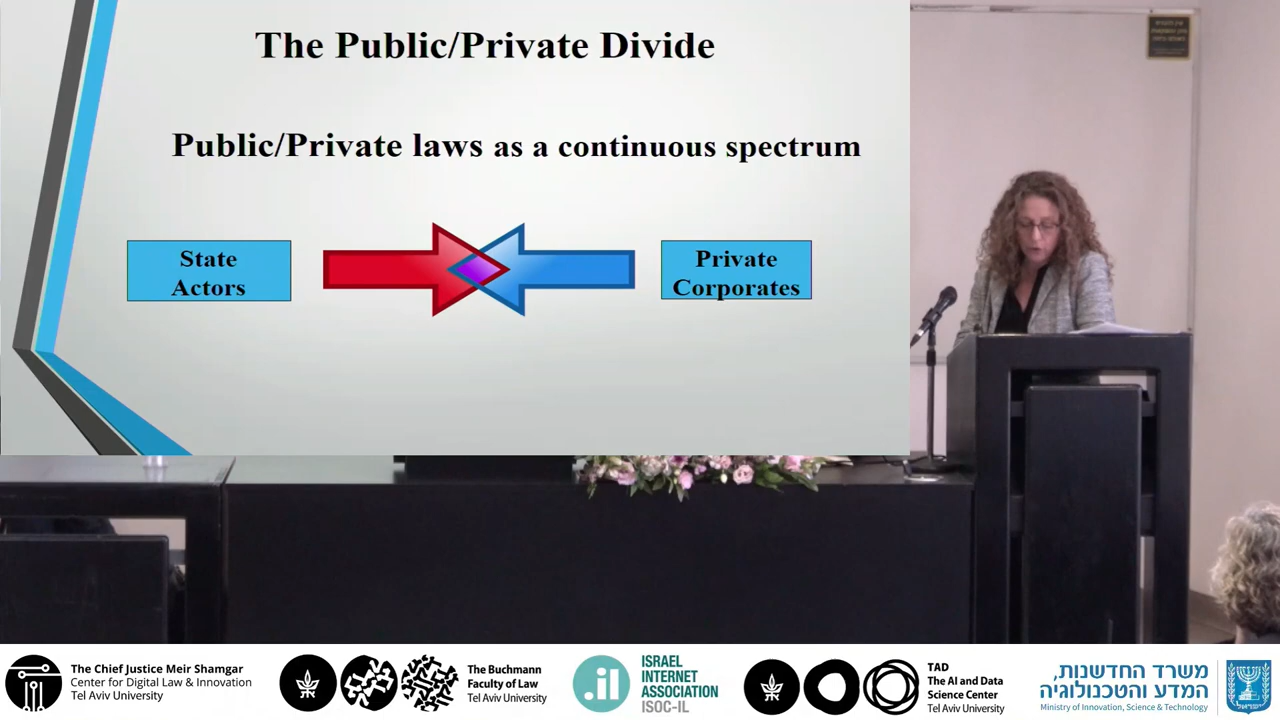 The Public/Private Divide
Public/Private laws as a continuous spectrum
State
Actors
Private
Corporates
The Chief Justice Meir Shamgar
Center for Digital Law & Innovation
Tel Aviv University
The Buchmann
Faculty of Law
Tel Aviv University
.il
ISRAEL
INTERNET
ASSOCIATION
ISOC-IL
TAD
The AI and Data
Science Center
Tel Aviv University
משרד החדשנות,
המדע והטכנולוגיה
Ministry of Innovation, Science & Technology